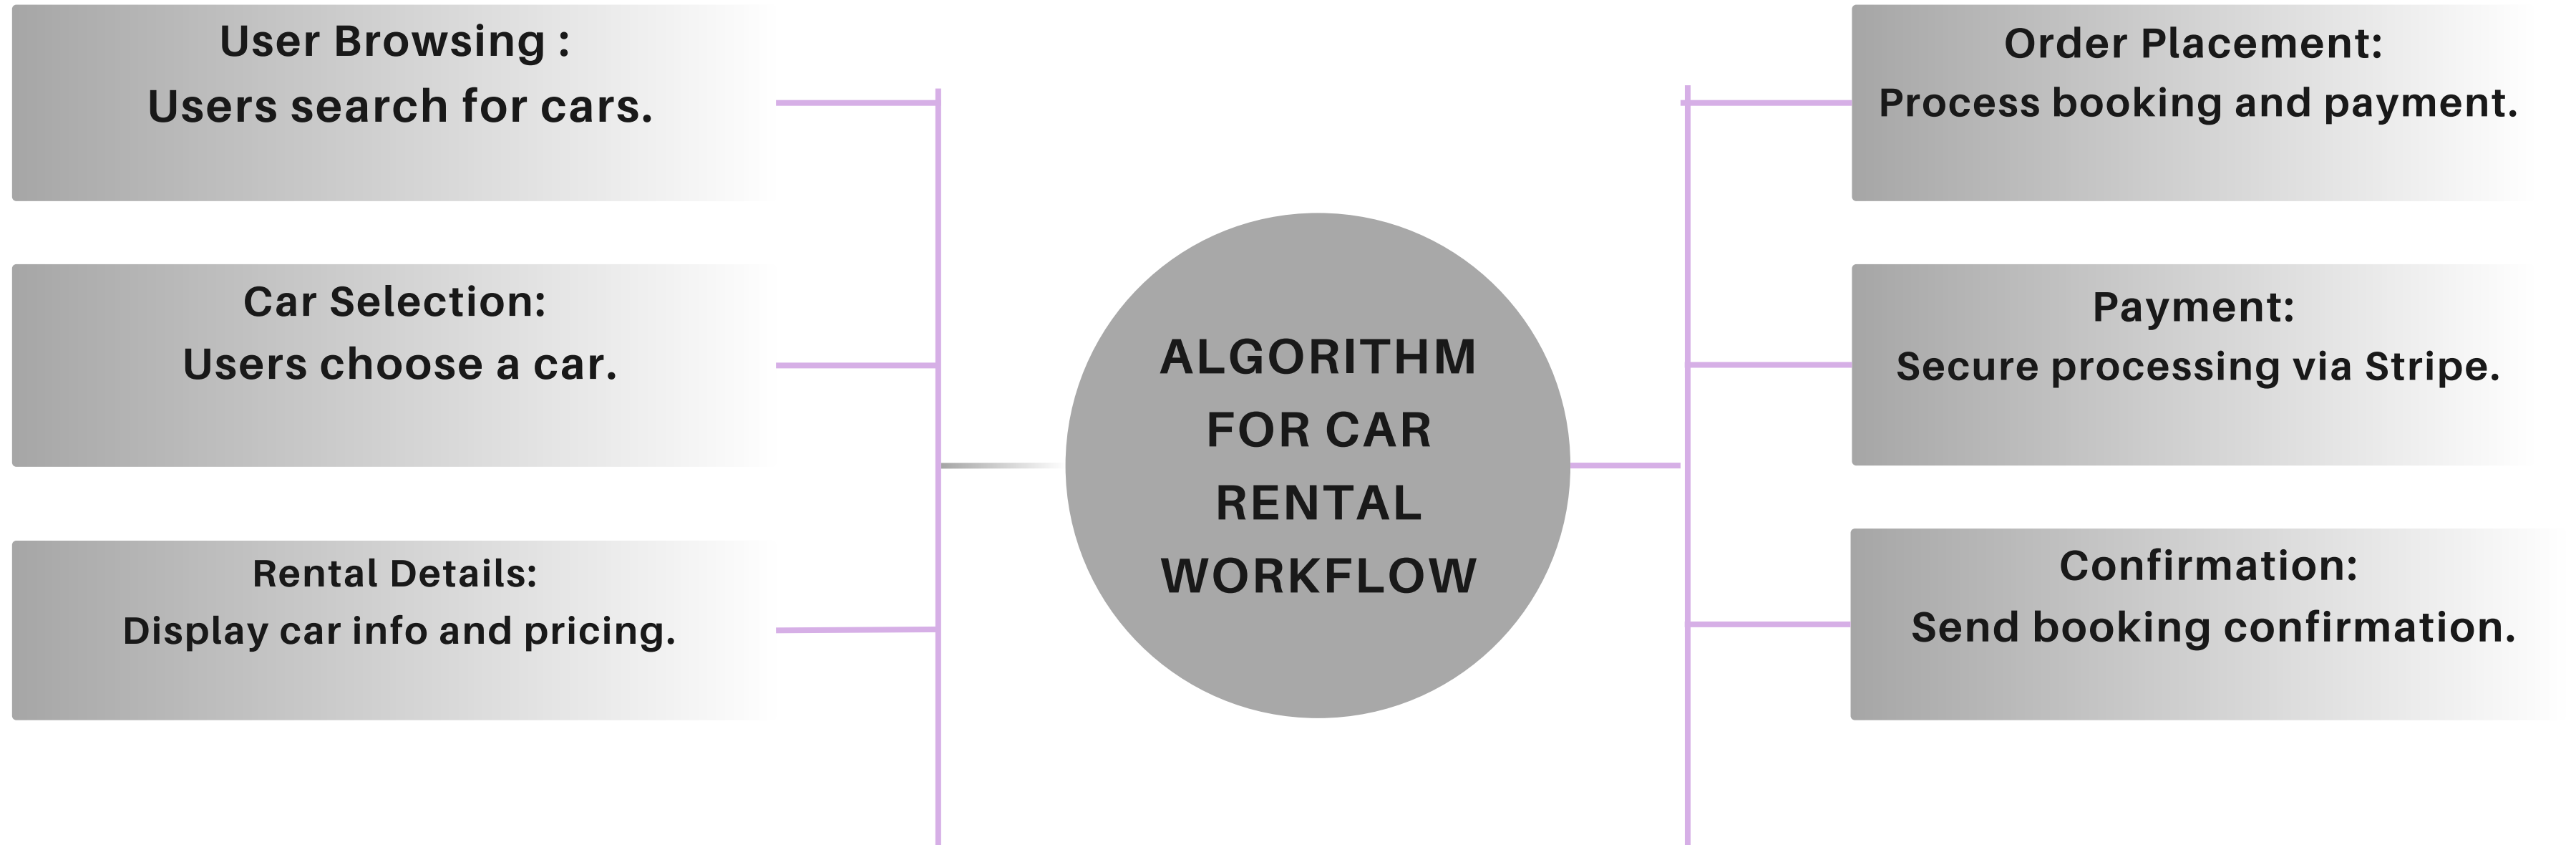 User Browsing :
Users search for cars.
Car Selection:
Users choose a car.
Rental Details:
Display car info and pricing.
ALGORITHM
FOR CAR
RENTAL
WORKFLOW
Order Placement:
Process booking and payment.
Payment:
Secure processing via Stripe.
Confirmation:
Send booking confirmation.